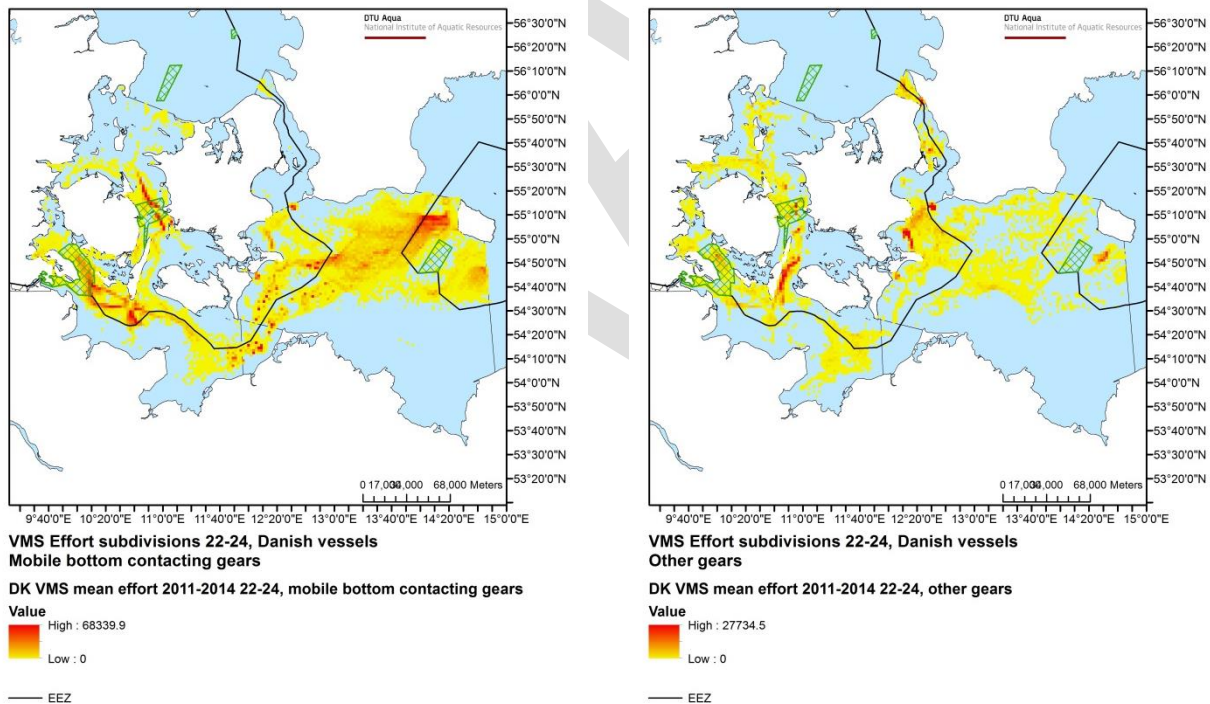 DTU Aqua
National Institute of Aquatic Resources
56°30'0"N
56°20'0"N
56°10'0"N
56°0'0"N
55°50'0"N
55°40'0"N
55°30'0"N
55°20'0"N
55°10'0"N
55°0'0"N
54°50'0"N
54°40'0"N
54°30'0"N
54°20'0"N
54°10'0"N
54°0'0"N
53°50'0"N
53°40'0"N
53°30'0"N
53°20'0"N
68,000 Meters
9°40'0"E 10°20'0"E 11°0'0"E 11°40'0"E 12°20'0"E 13°0'0"E 13°40'0"E 14°20'0"E 15°0'0"E
VMS Effort subdivisions 22-24, Danish vessels
Mobile bottom contacting gears
DK VMS mean effort 2011-2014 22-24, mobile bottom contacting gears
Value
High : 68339.9
Low : 0
EEZ
DTU Aqua
National Institute of Aquatic Resources
56°30'0"N
56°20'0"N
56°10'0"N
56°0'0"N
55°50'0"N
55°40'0"N
55°30'0"N
55°20'0"N
55°10'0"N
55°0'0"N
54°50'0"N
54°40'0"N
54°30'0"N
54°20'0"N
54°10'0"N
54°0'0"N
53°50'0"N
53°40'0"N
53°30'0"N
53°20'0"N
68,000 Meters
9°40'0"E 10°20'0"E 11°0'0"E 11°40'0"E 12°20'0"E 13°0'0"E 13°40'0"E 14°20'0"E 15°0'0"E
VMS Effort subdivisions 22-24, Danish vessels
Other gears
DK VMS mean effort 2011-2014 22-24, other gears
Value
High : 27734.5
Low : 0
EEZ